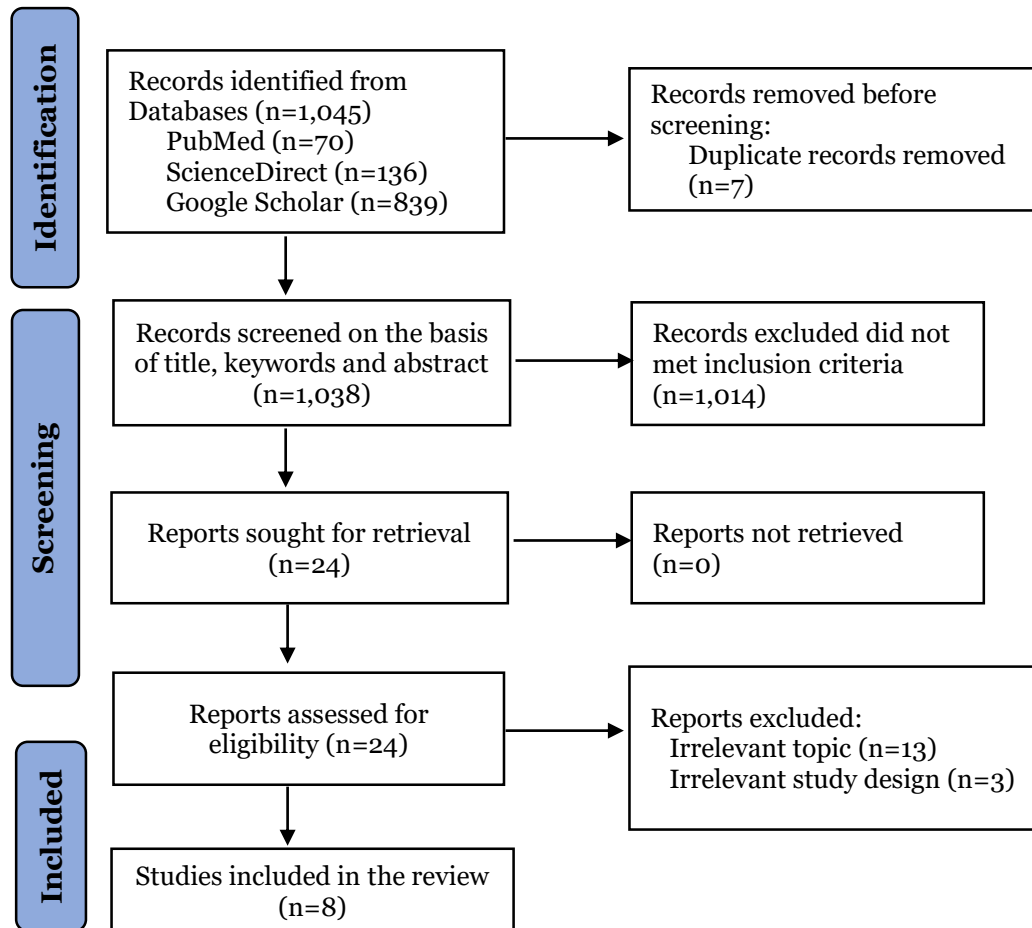 Identification
Records identified from
Databases (n=1,045)
PubMed (n=70)
ScienceDirect (n=136)
Google Scholar (n=839)
Records removed before
screening:
Duplicate records removed
(n=7)
Screening
Records screened on the basis
of title, keywords and abstract
(n=1,038)
Records excluded did not
met inclusion criteria
(n=1,014)
Reports sought for retrieval
(n=24)
Reports not retrieved
(n=0)
Reports assessed for
eligibility (n=24)
Reports excluded:
Irrelevant topic (n=13)
Irrelevant study design (n=3)
Included
Studies included in the review
(n=8)